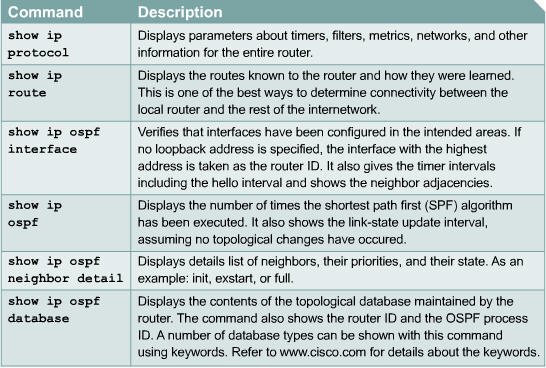 Command Description
show ip protocol
Displays parameters about timers, filters, metrics, networks, and other
information for the entire router.
show ip
route
Displays the routes known to the router and how they were learned.
This is one of the best ways to determine connectivity between the
local router and the rest of the internetwork.
show ip ospf
interface
Verifies that interfaces have been configured in the intended areas. If
no loopback address is specified, the interface with the highest
address is taken as the router ID. It also gives the timer intervals
including the hello interval and shows the neighbor adjacencies.
show ip
ospf
Displays the number of times the shortest path first (SPF) algorithm
has been executed. It also shows the link-state update interval,
assuming no topological changes have occured.
show ip ospf
neighbor detail
Displays details list of neighbors, their priorities, and their state. As an
example: init, exstart, or full.
show ip ospf
database
Displays the contents of the topological database maintained by the
router. The command also shows the router ID and the OSPF process
ID. A number of database types can be shown with this command
using keywords. Refer to www.cisco.com for details about the keywords.